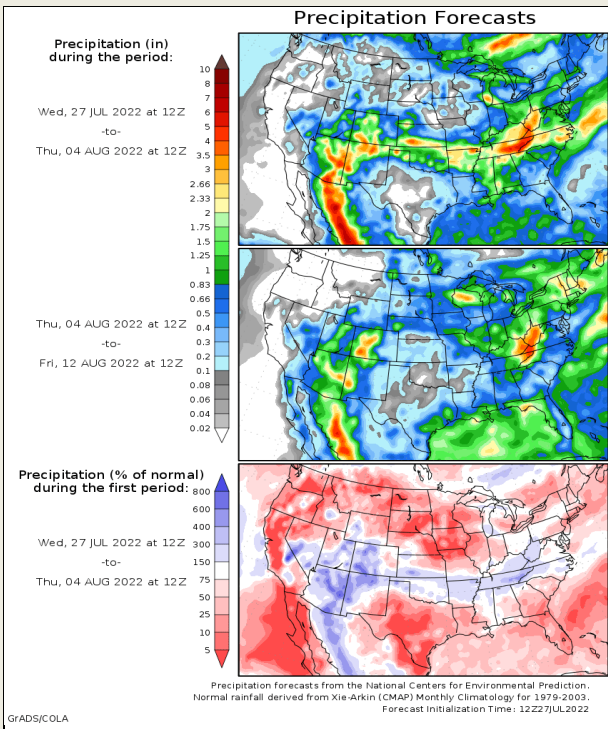 Precipitation Forecasts
Precipitation (in)
during the period:
Wed, 27 JUL 2022 at 12Z
-to-
Thu, 04 AUG 2022 at 12Z
10
8
7
6
5
4
3.5
3
2.66
2.33
2
1.75
1.5
1.25
1
0.83
0.66
0.5
0.4
0.3
0.2
0.1
0.08
0.06
0.04
0.02
Thu, 04 AUG 2022 at 12Z
-to-
Fri, 12 AUG 2022 at 12Z
Precipitation (% of normal)
during the first period:
Wed, 27 JUL 2022 at 12Z
-to-
Thu, 04 AUG 2022 at 12Z
800
600
400
300
150
75
50
25
10
5
Precipitation forecasts from the National Centers for Environmental Prediction.
Normal rainfall derived from Xie-Arkin (CMAP) Monthly Climatology for 1979-2003.
Forecast Initialization Time: 12Z27JUL2022
GrADS/COLA